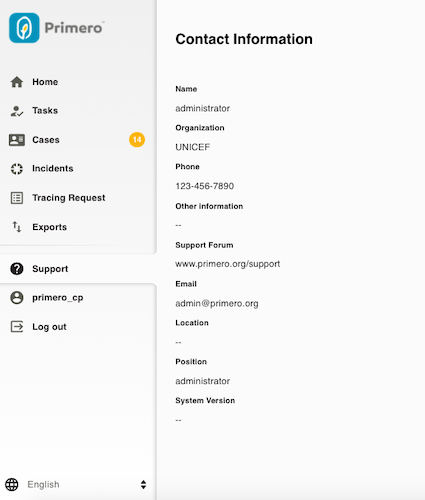 Primero™
Home
Tasks
Cases 14
Incidents
Tracing Request
Exports
Support
primero_cp
Log out
English
Contact Information
Name
administrator
Organization
UNICEF
Phone
123-456-7890
Other information
--
Support Forum
www.primero.org/support
Email
admin@primero.org
Location
--
Position
administrator
System Version
--